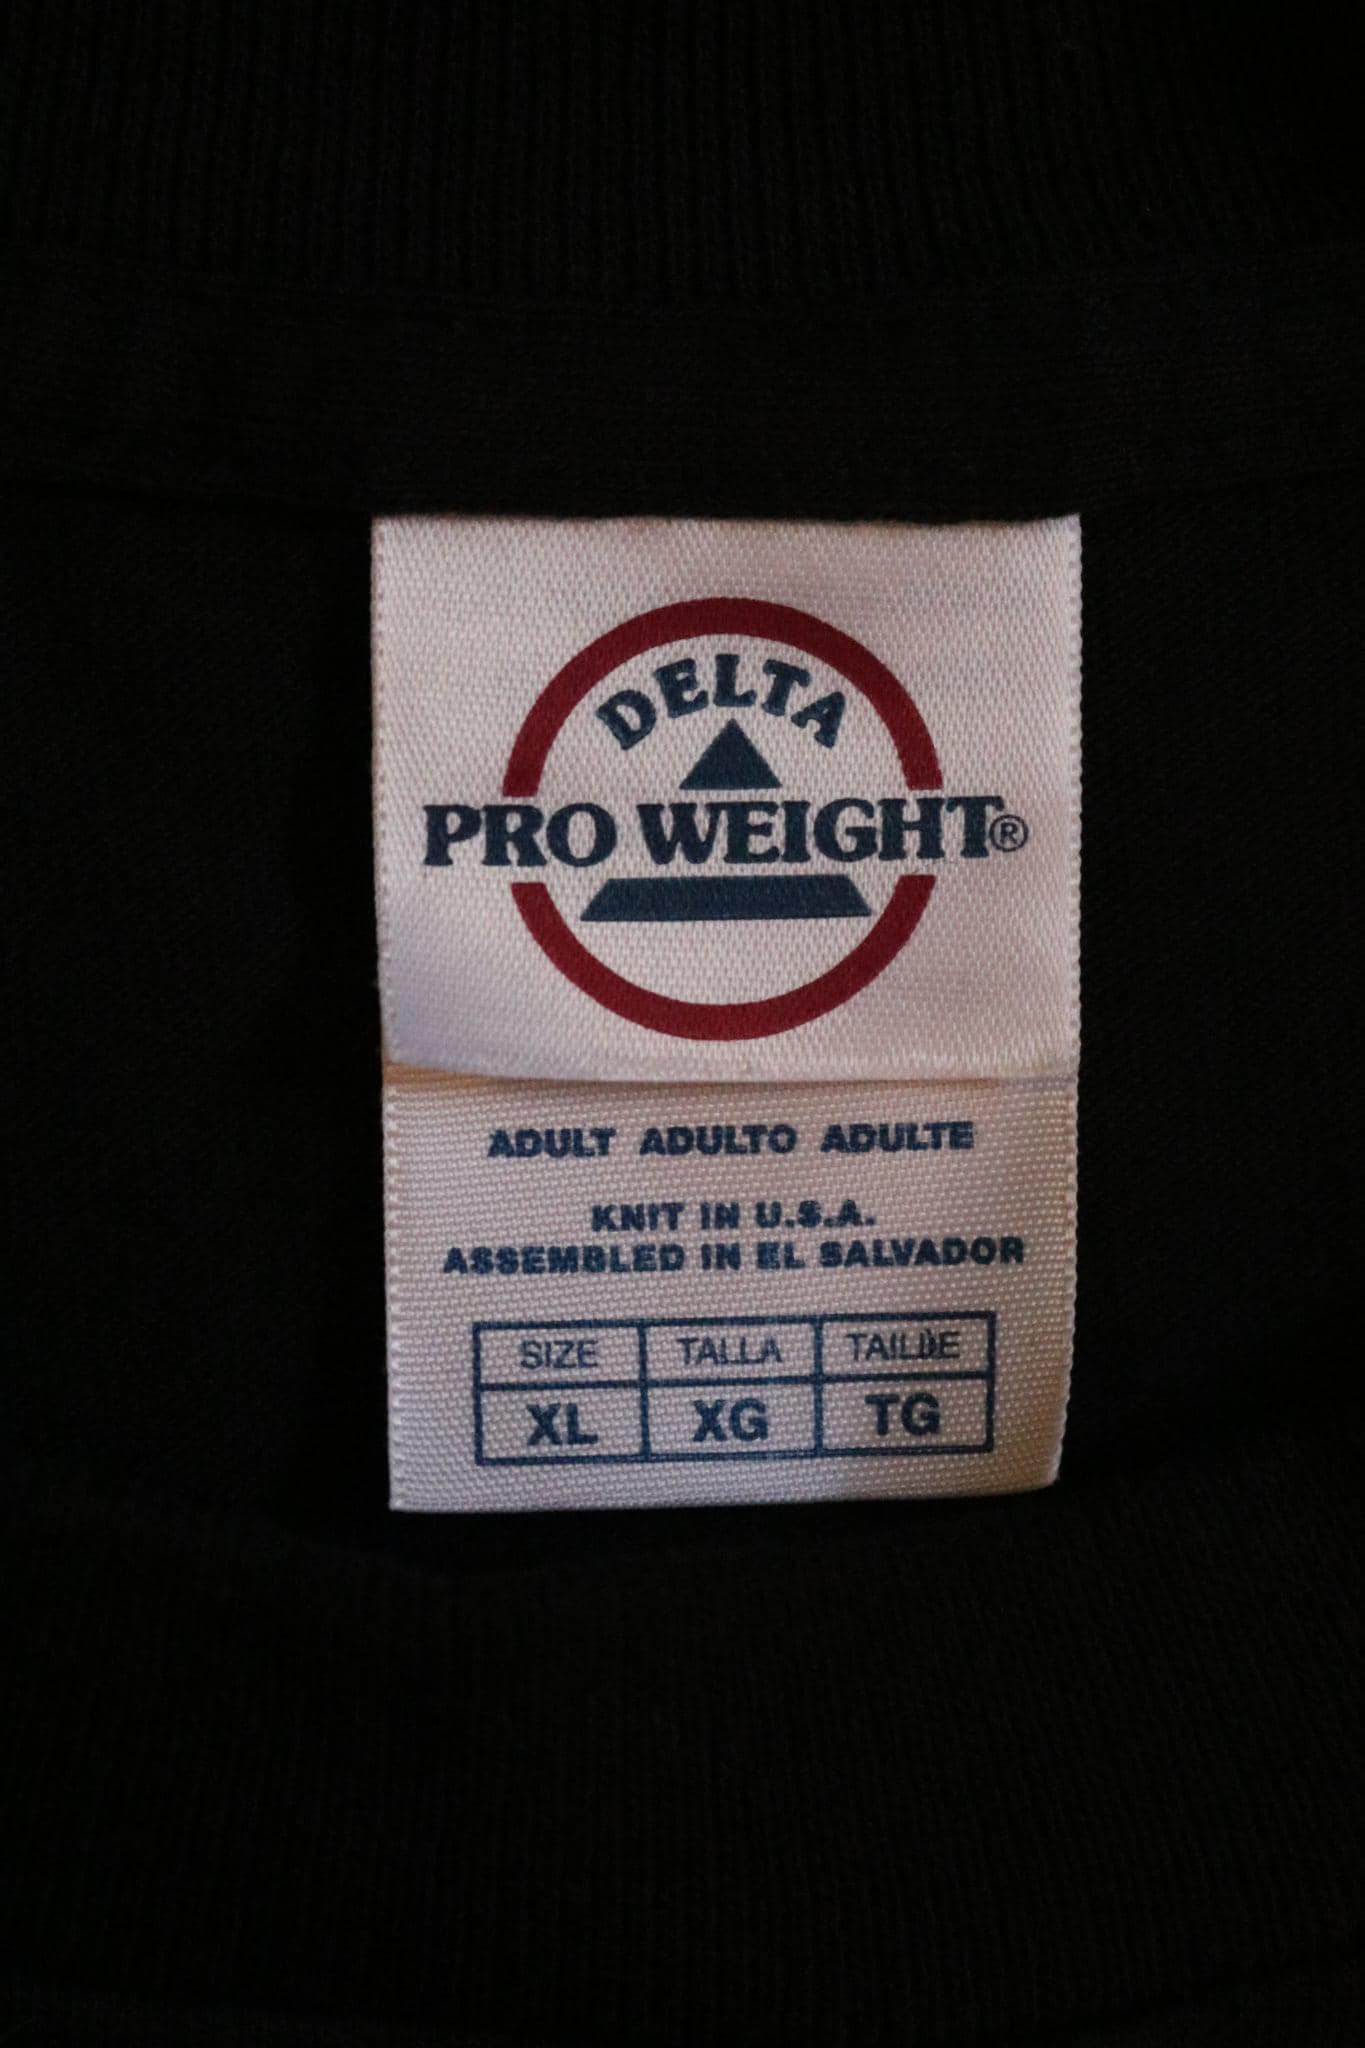 DELTA
PRO WEIGHT®
ADULT ADULTO ADULTE
KNIT IN U.S.A.
ASSEMBLED IN EL SALVADOR
SIZE TALLA TAILLE
XL XG TG